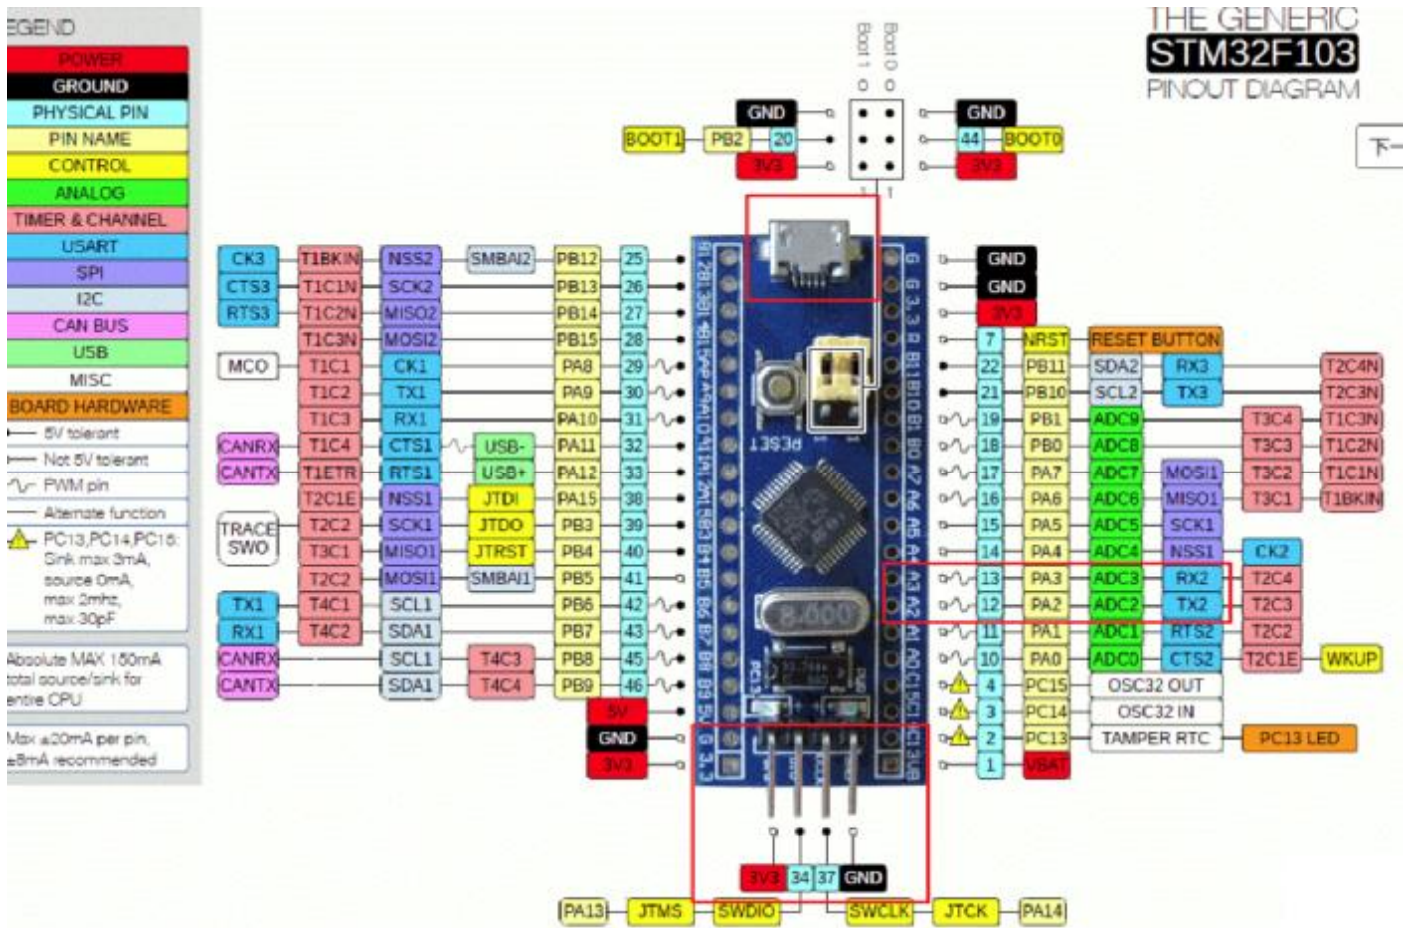 EGEND
POWER
GROUND
PHYSICAL PIN
PIN NAME
CONTROL
ANALOG
TIMER & CHANNEL
USART
SPI
I2C
CAN BUS
USB
MISC
BOARD HARDWARE
5V tolerant
Not 5V tolerant
PWM pin
Alternate function
PC13,PC14,PC15:
Sink max 3mA,
source 0mA,
max 2mhz,
max 30pF
Absolute MAX 150mA
total source/sink for
entire CPU
Max ±20mA per pin,
±8mA recommended
THE GENERIC
STM32F103
PINOUT DIAGRAM
下一
Boot 1 Boot 0
0 0
GND GND
BOOT1 PB2 20 44 BOOT0
3V3 3V3
1 1
CK3 T1BKIN NSS2 SMBAI2 PB12 25
CTS3 T1C1N SCK2 PB13 26
RTS3 T1C2N MISO2 PB14 27
T1C3N MOSI2 PB15 28
MCO T1C1 CK1 PA8 29
T1C2 TX1 PA9 30
T1C3 RX1 PA10 31
CANRX T1C4 CTS1 USB- PA11 32
CANTX T1ETR RTS1 USB+ PA12 33
T2C1E NSS1 JTDI PA15 38
TRACE SWO T2C2 SCK1 JTDO PB3 39
T3C1 MISO1 JTRST PB4 40
T2C2 MOSI1 SMBAI1 PB5 41
TX1 T4C1 SCL1 PB6 42
RX1 T4C2 SDA1 PB7 43
CANRX SCL1 T4C3 PB8 45
CANTX SDA1 T4C4 PB9 46
5V
GND
3V3
RESET
8.000
GND
GND
3V3
7 NRST RESET BUTTON
22 PB11 SDA2 RX3 T2C4N
21 PB10 SCL2 TX3 T2C3N
19 PB1 ADC9 T3C4 T1C3N
18 PB0 ADC8 T3C3 T1C2N
17 PA7 ADC7 MOSI1 T3C2 T1C1N
16 PA6 ADC6 MISO1 T3C1 T1BKIN
15 PA5 ADC5 SCK1
14 PA4 ADC4 NSS1 CK2
13 PA3 ADC3 RX2 T2C4
12 PA2 ADC2 TX2 T2C3
11 PA1 ADC1 RTS2 T2C2
10 PA0 ADC0 CTS2 T2C1E WKUP
4 PC15 OSC32 OUT
3 PC14 OSC32 IN
2 PC13 TAMPER RTC PC13 LED
1 VBAT
3V3 34 37 GND
PA13 JTMS SWDIO SWCLK JTCK PA14